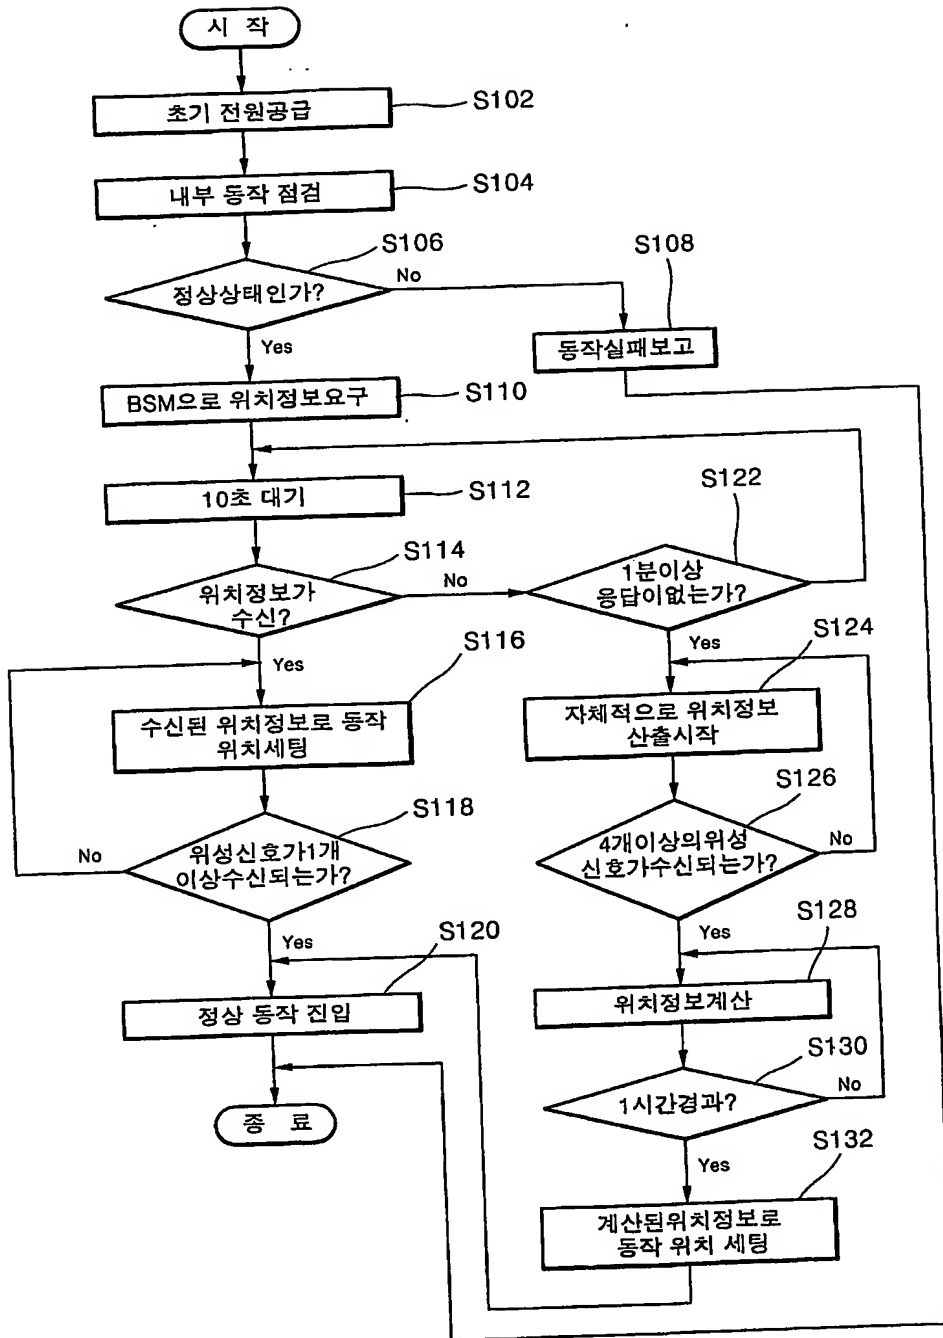 시 작
초기 전원공급
S102
내부 동작 점검
S104
S106
정상상태인가?
No
Yes
S108
동작실패보고
BSM으로 위치정보요구
S110
10초 대기
S112
S114
위치정보가
수신?
No
Yes
S122
1분이상
응답이없는가?
Yes
S116
수신된 위치정보로 동작
위치세팅
S124
자체적으로 위치정보
산출시작
S118
위성신호가1개
이상수신되는가?
No
Yes
S126
4개이상의위성
신호가수신되는가?
No
Yes
S120
정상 동작 진입
S128
위치정보계산
S130
1시간경과?
No
Yes
종 료
S132
계산된위치정보로
동작 위치 세팅